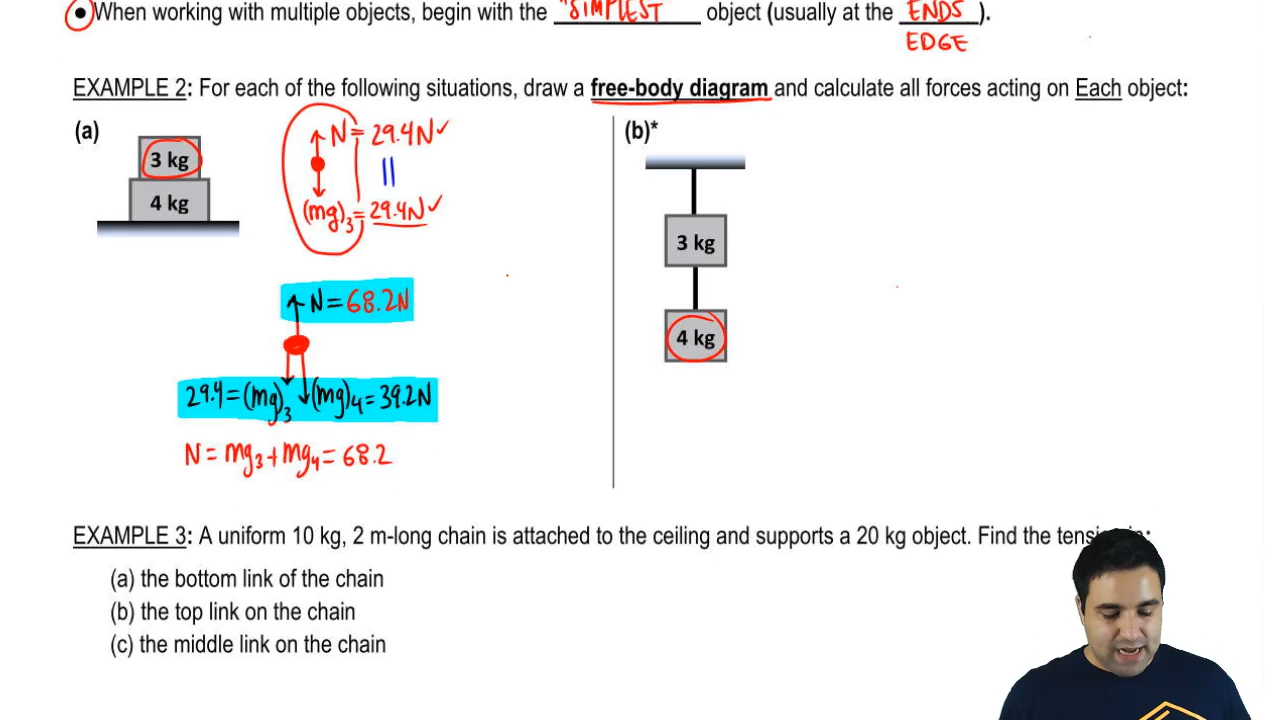 When working with multiple objects, begin with the "SIMPLEST object (usually at the ENDS ).
EDGE
EXAMPLE 2: For each of the following situations, draw a free-body diagram and calculate all forces acting on Each object:
(a)
3 kg
4 kg
N = 29.4N ✓
||
(mg)3 = 29.4N ✓
N = 68.2N
29.4 = (mg)3 (mg)4 = 39.2N
N = mg3 + mg4 = 68.2
(b)*
3 kg
4 kg
EXAMPLE 3: A uniform 10 kg, 2 m-long chain is attached to the ceiling and supports a 20 kg object. Find the
(a) the bottom link of the chain
(b) the top link on the chain
(c) the middle link on the chain